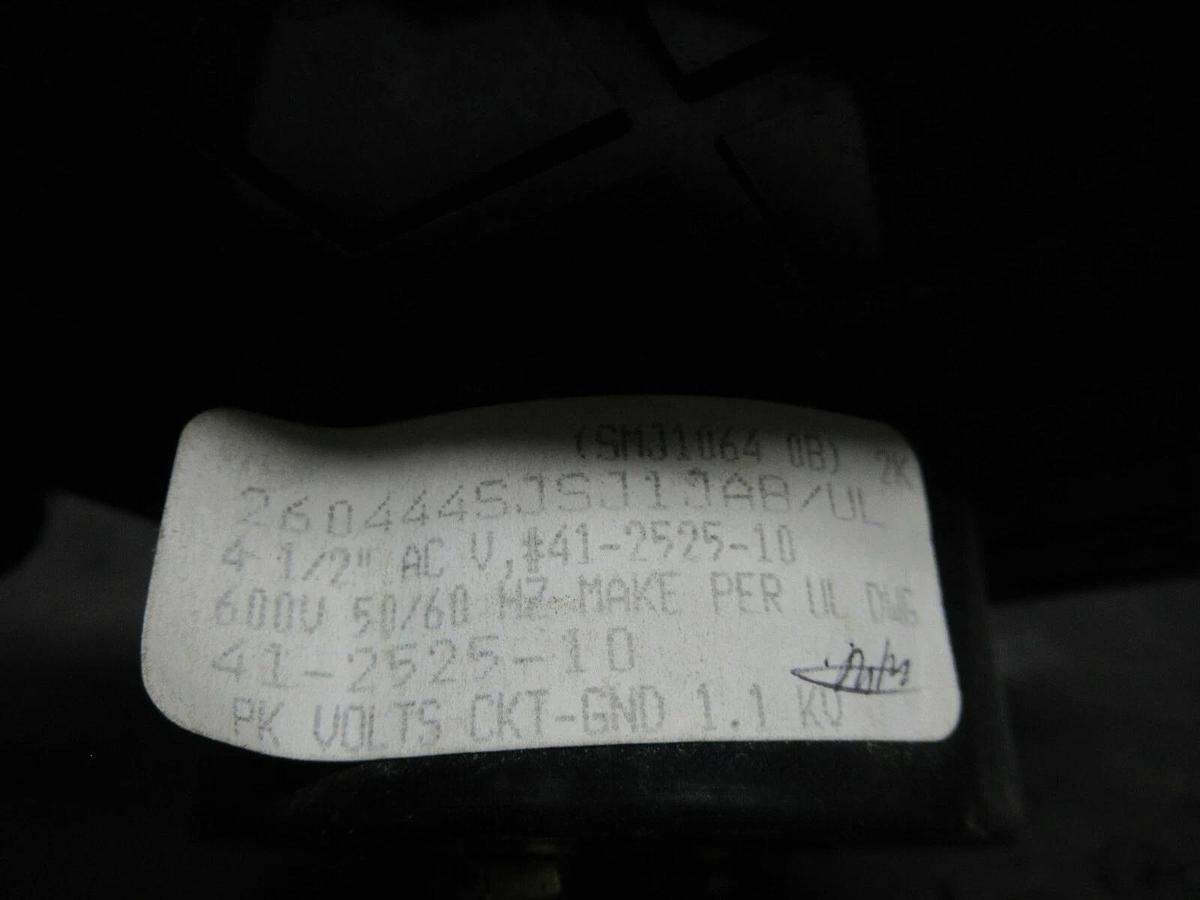 (SMJ1064 0B) 2K
260444SJSJ1JAB/UL
4 1/2" AC V,#41-2525-10
600V 50/60 HZ MAKE PER UL DWG
41-2525-10
PK VOLTS CKT-GND 1.1 KV